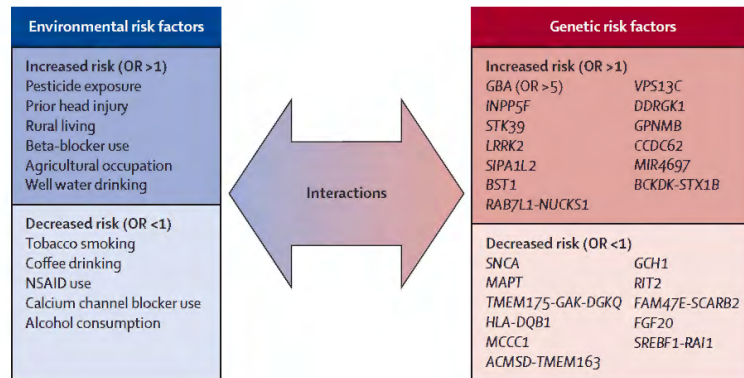 Environmental risk factors
Increased risk (OR >1)
Pesticide exposure
Prior head injury
Rural living
Beta-blocker use
Agricultural occupation
Well water drinking
Decreased risk (OR <1)
Tobacco smoking
Coffee drinking
NSAID use
Calcium channel blocker use
Alcohol consumption
Interactions
Genetic risk factors
Increased risk (OR >1)
GBA (OR >5) VPS13C
INPP5F DDRGK1
STK39 GPNMB
LRRK2 CCDC62
SIPA1L2 MIR4697
BST1 BCKDK-STX1B
RAB7L1-NUCKS1
Decreased risk (OR <1)
SNCA GCH1
MAPT RIT2
TMEM175-GAK-DGKQ FAM47E-SCARB2
HLA-DQB1 FGF20
MCCC1 SREBF1-RAI1
ACMSD-TMEM163